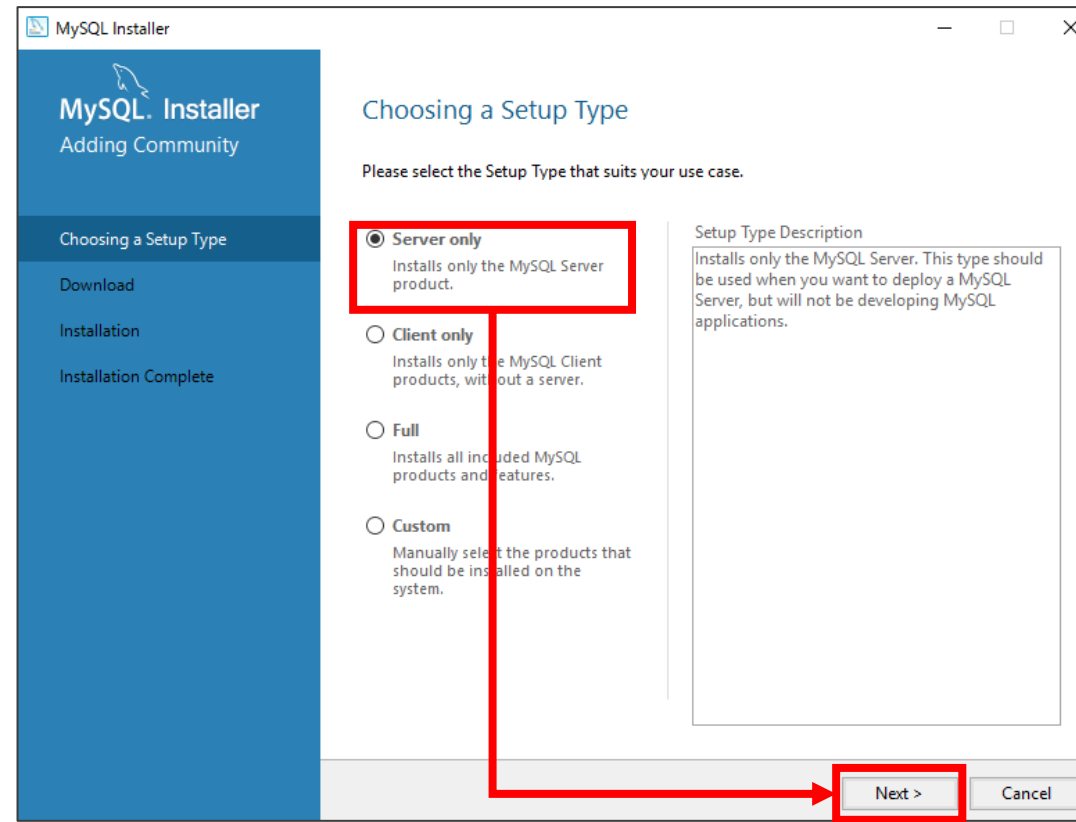 MySQL Installer
MySQL. Installer
Adding Community
Choosing a Setup Type
Download
Installation
Installation Complete
Choosing a Setup Type
Please select the Setup Type that suits your use case.
Server only
Installs only the MySQL Server
product.
Client only
Installs only the MySQL Client
products, without a server.
Full
Installs all included MySQL
products and features.
Custom
Manually select the products that
should be installed on the
system.
Setup Type Description
Installs only the MySQL Server. This type should
be used when you want to deploy a MySQL
Server, but will not be developing MySQL
applications.
Next >
Cancel